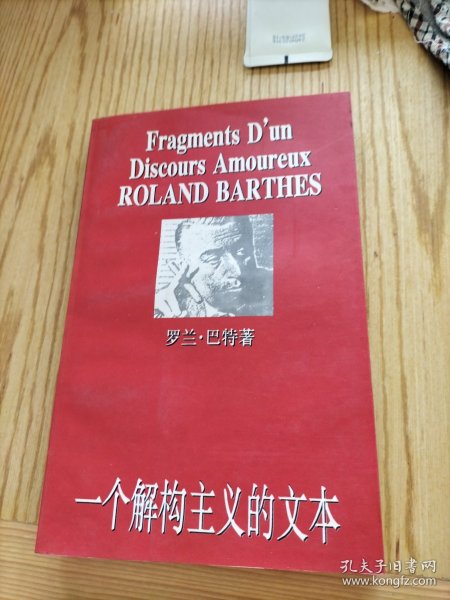 Fragments D'un
Discours Amoureux
ROLAND BARTHES
罗兰·巴特著
一个解构主义的文本
孔夫子旧书网
www.kongfz.com